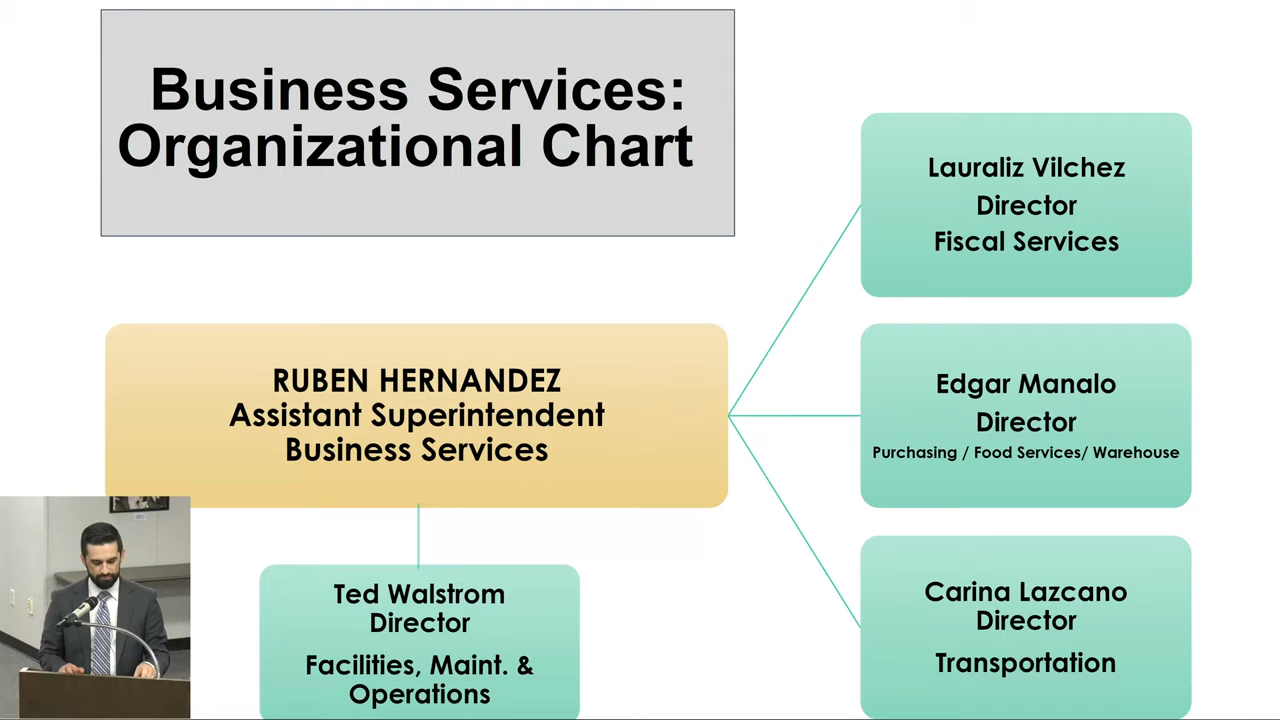 Business Services:
Organizational Chart
Lauraliz Vilchez
Director
Fiscal Services
RUBEN HERNANDEZ
Assistant Superintendent
Business Services
Edgar Manalo
Director
Purchasing / Food Services/ Warehouse
Ted Walstrom
Director
Facilities, Maint. &
Operations
Carina Lazcano
Director
Transportation